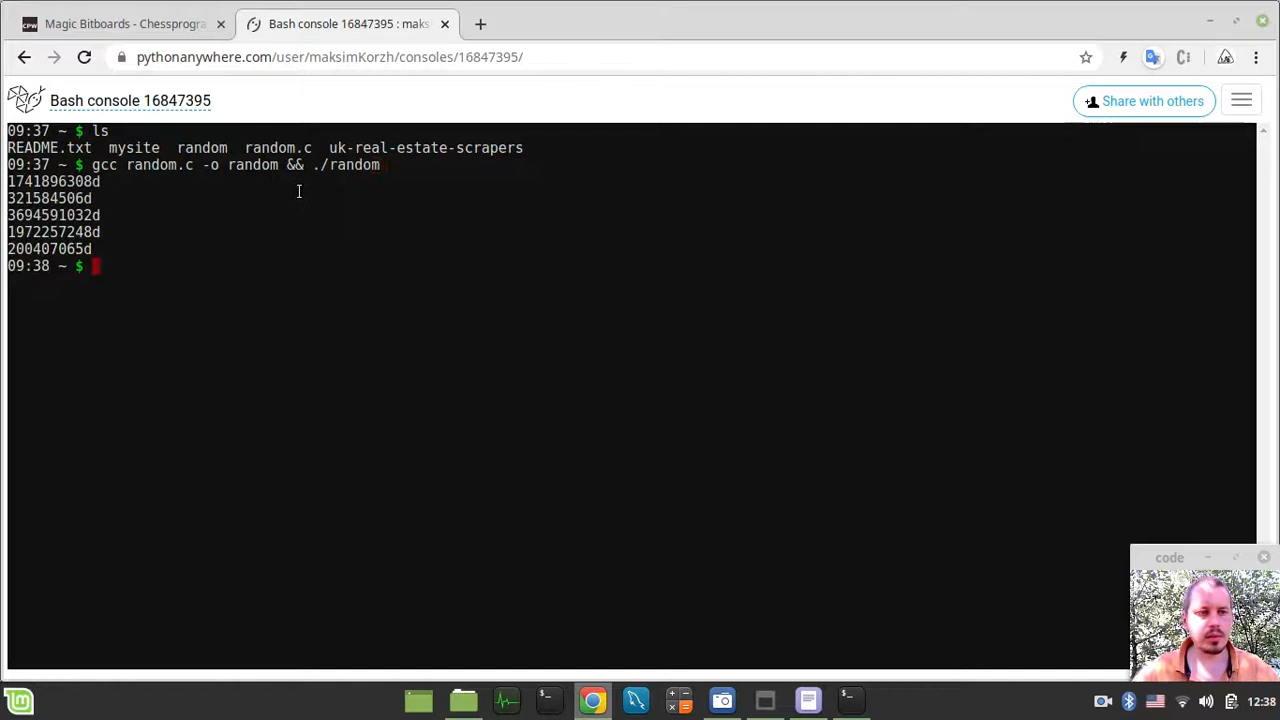 Magic Bitboards - Chessprogra
Bash console 16847395 : maks
pythonanywhere.com/user/maksimKorzh/consoles/16847395/
Bash console 16847395
Share with others
09:37 ~ $ ls
README.txt mysite random random.c uk-real-estate-scrapers
09:37 ~ $ gcc random.c -o random && ./random
1741896308d
321584506d
3694591032d
1972257248d
200407065d
09:38 ~ $
code
12:38